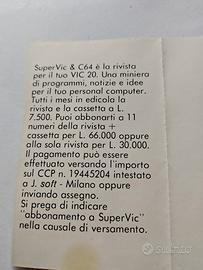 SuperVic & C64 è la rivista
per il tuo VIC 20. Una miniera
di programmi, notizie e idee
per il tuo personal computer.
Tutti i mesi in edicola la
rivista e la cassetta a L.
7.500. Puoi abbonarti a 11
numeri della rivista +
cassetta per L. 66.000 oppure
alla sola rivista per L. 30.000.
Il pagamento può essere
effettuato versando l'importo
sul CCP n. 19445204 intestato
a J. soft - Milano oppure
inviando assegno.
Si prega di indicare
"abbonamento a SuperVic"
nella causale di versamento.
Subito.it